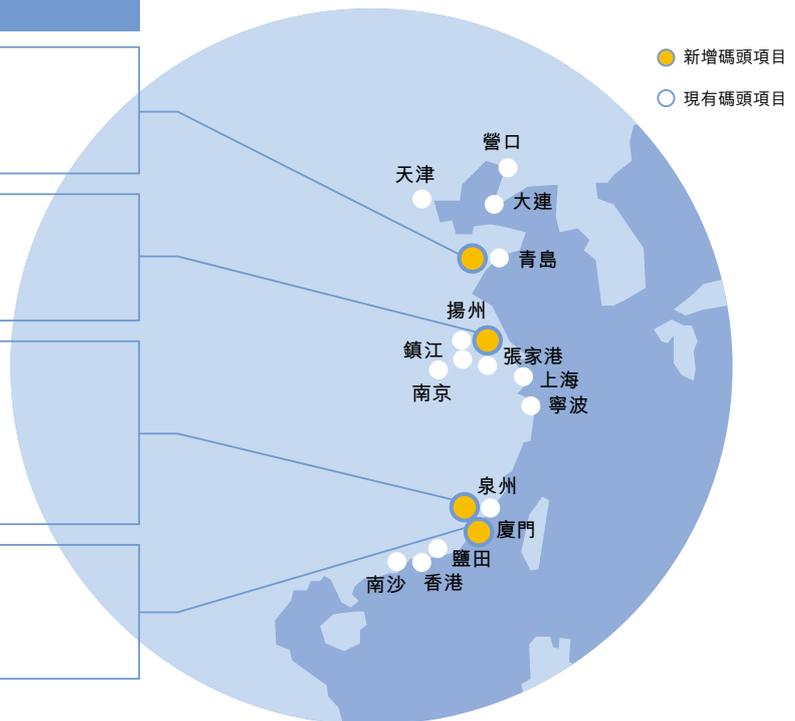 新增碼頭項目
現有碼頭項目
營口
天津
大連
青島
揚州
鎮江
張家港
上海
南京
寧波
泉州
廈門
鹽田
南沙
香港